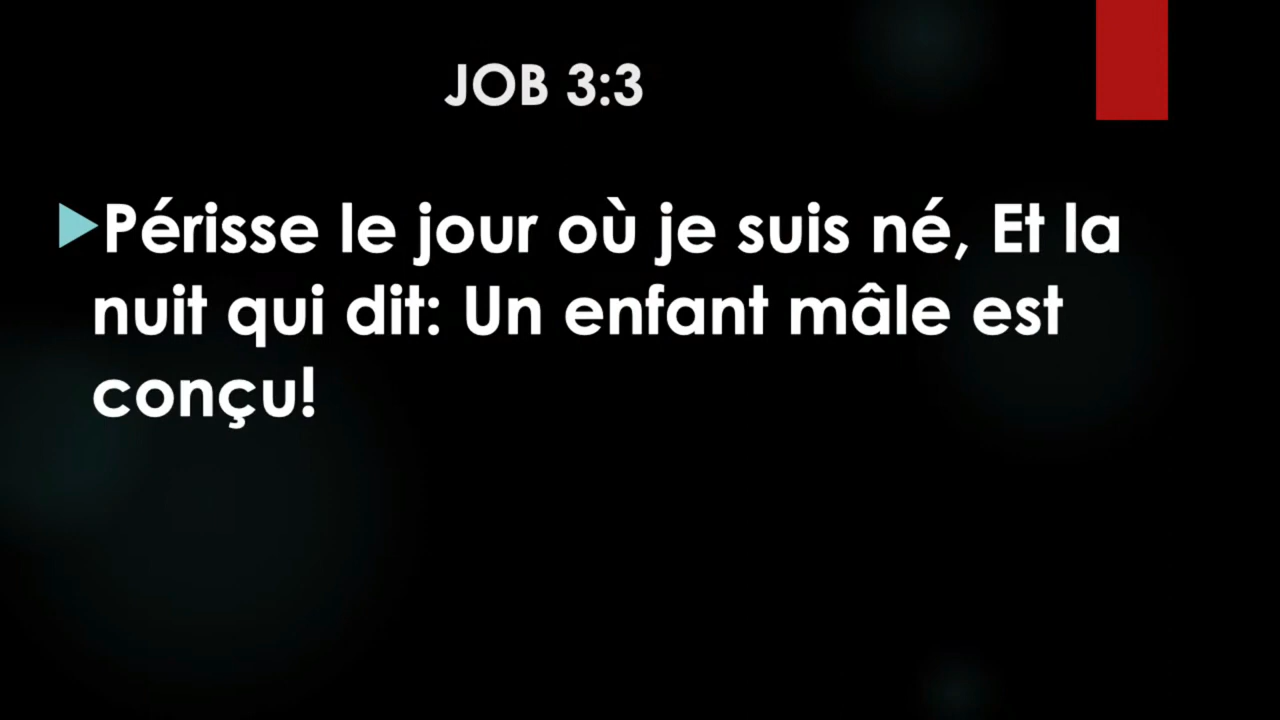 JOB 3:3
Périsse le jour où je suis né, Et la
nuit qui dit: Un enfant mâle est
conçu!